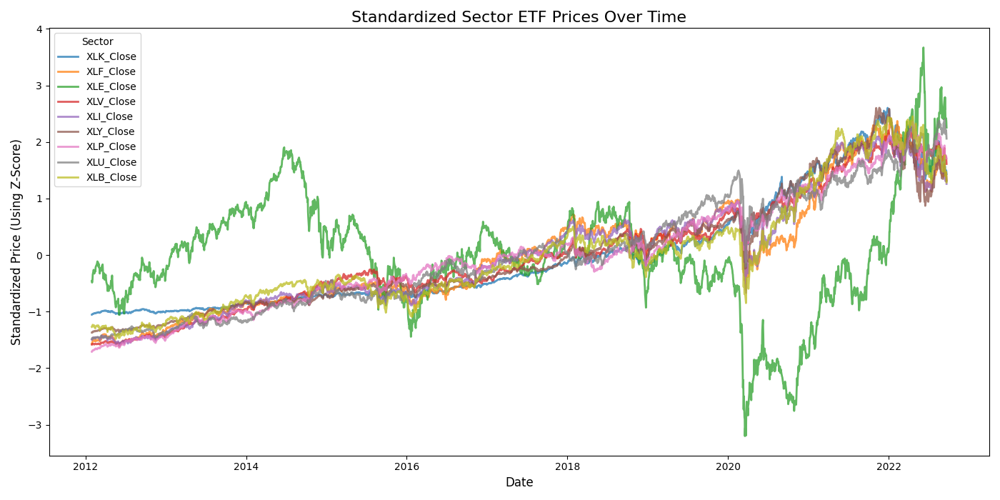 Standardized Sector ETF Prices Over Time
Standardized Price (Using Z-Score)
4
3
2
1
0
−1
−2
−3
Sector
XLK_Close
XLF_Close
XLE_Close
XLV_Close
XLI_Close
XLY_Close
XLP_Close
XLU_Close
XLB_Close
2012 2014 2016 2018 2020 2022
Date